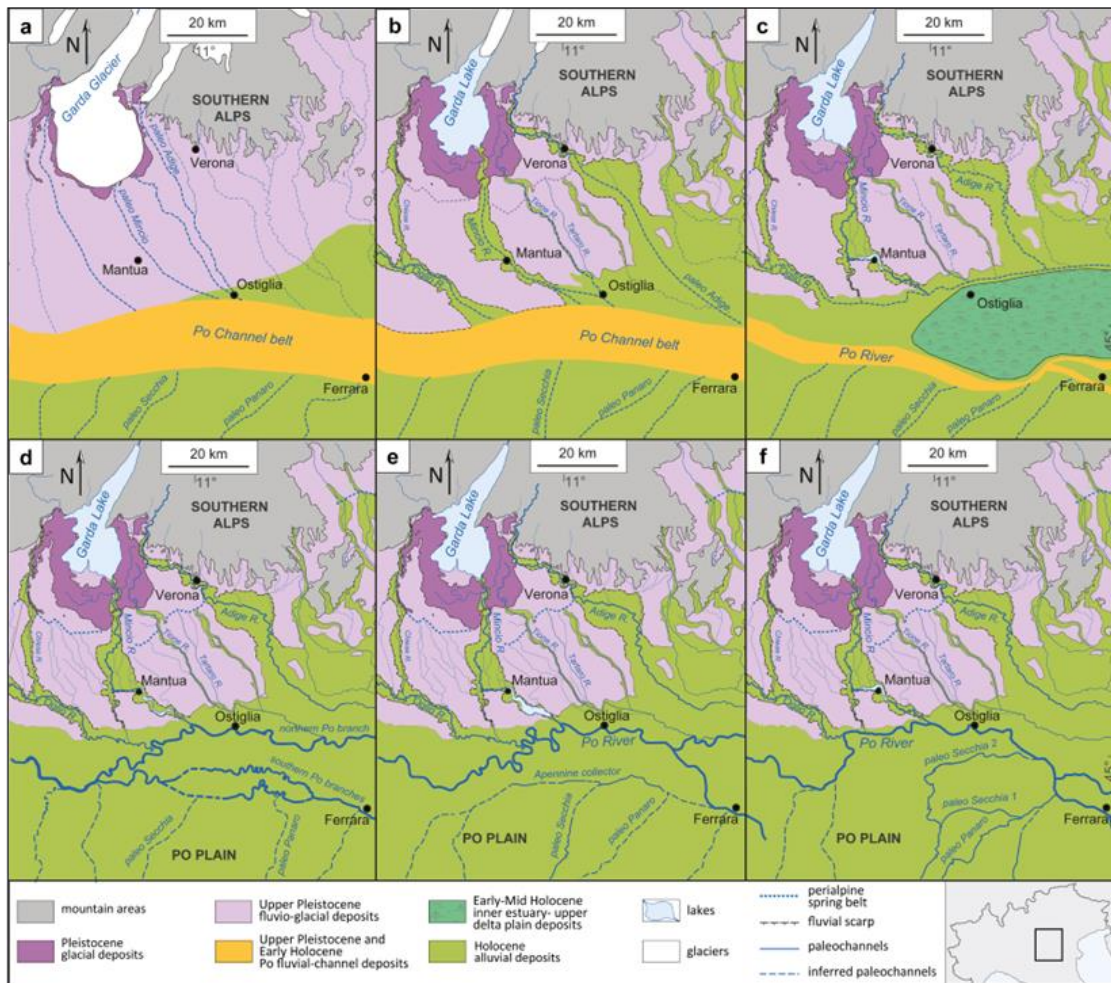 a
N
20 km
11°
Garda Glacier
SOUTHERN
ALPS
paleo Adige
Verona
paleo Mincio
Mantua
Ostiglia
Po Channel belt
Ferrara
paleo Secchia
paleo Panaro
b
N
20 km
11°
Garda Lake
SOUTHERN
ALPS
Verona
Chiese R.
Mincio R.
Tione R.
Tartaro R.
Mantua
Ostiglia
paleo Adige
Po Channel belt
Ferrara
paleo Secchia
paleo Panaro
c
N
20 km
11°
Garda Lake
SOUTHERN
ALPS
Verona
Adige R.
Chiese R.
Mincio R.
Tione R.
Tartaro R.
Mantua
Ostiglia
45°
Po River
Ferrara
paleo Secchia
paleo Panaro
d
N
20 km
11°
Garda Lake
SOUTHERN
ALPS
Verona
Adige R.
Chiese R.
Mincio R.
Tione R.
Tartaro R.
Mantua
Ostiglia
northern Po branch
southern Po branches
Ferrara
paleo Secchia
paleo Panaro
PO PLAIN
e
N
20 km
11°
Garda Lake
SOUTHERN
ALPS
Verona
Adige R.
Chiese R.
Mincio R.
Tione R.
Tartaro R.
Mantua
Ostiglia
Po River
Apennine collector
Ferrara
paleo Secchia
paleo Panaro
PO PLAIN
f
N
20 km
11°
Garda Lake
SOUTHERN
ALPS
Verona
Adige R.
Chiese R.
Mincio R.
Tione R.
Tartaro R.
Mantua
Ostiglia
Po River
paleo Secchia 2
45°
paleo Secchia 1
Ferrara
paleo Panaro
PO PLAIN
mountain areas
Pleistocene
glacial deposits
Upper Pleistocene
fluvio-glacial deposits
Upper Pleistocene and
Early Holocene
Po fluvial-channel deposits
Early-Mid Holocene
inner estuary- upper
delta plain deposits
Holocene
alluvial deposits
lakes
glaciers
perialpine
spring belt
fluvial scarp
paleochannels
inferred paleochannels